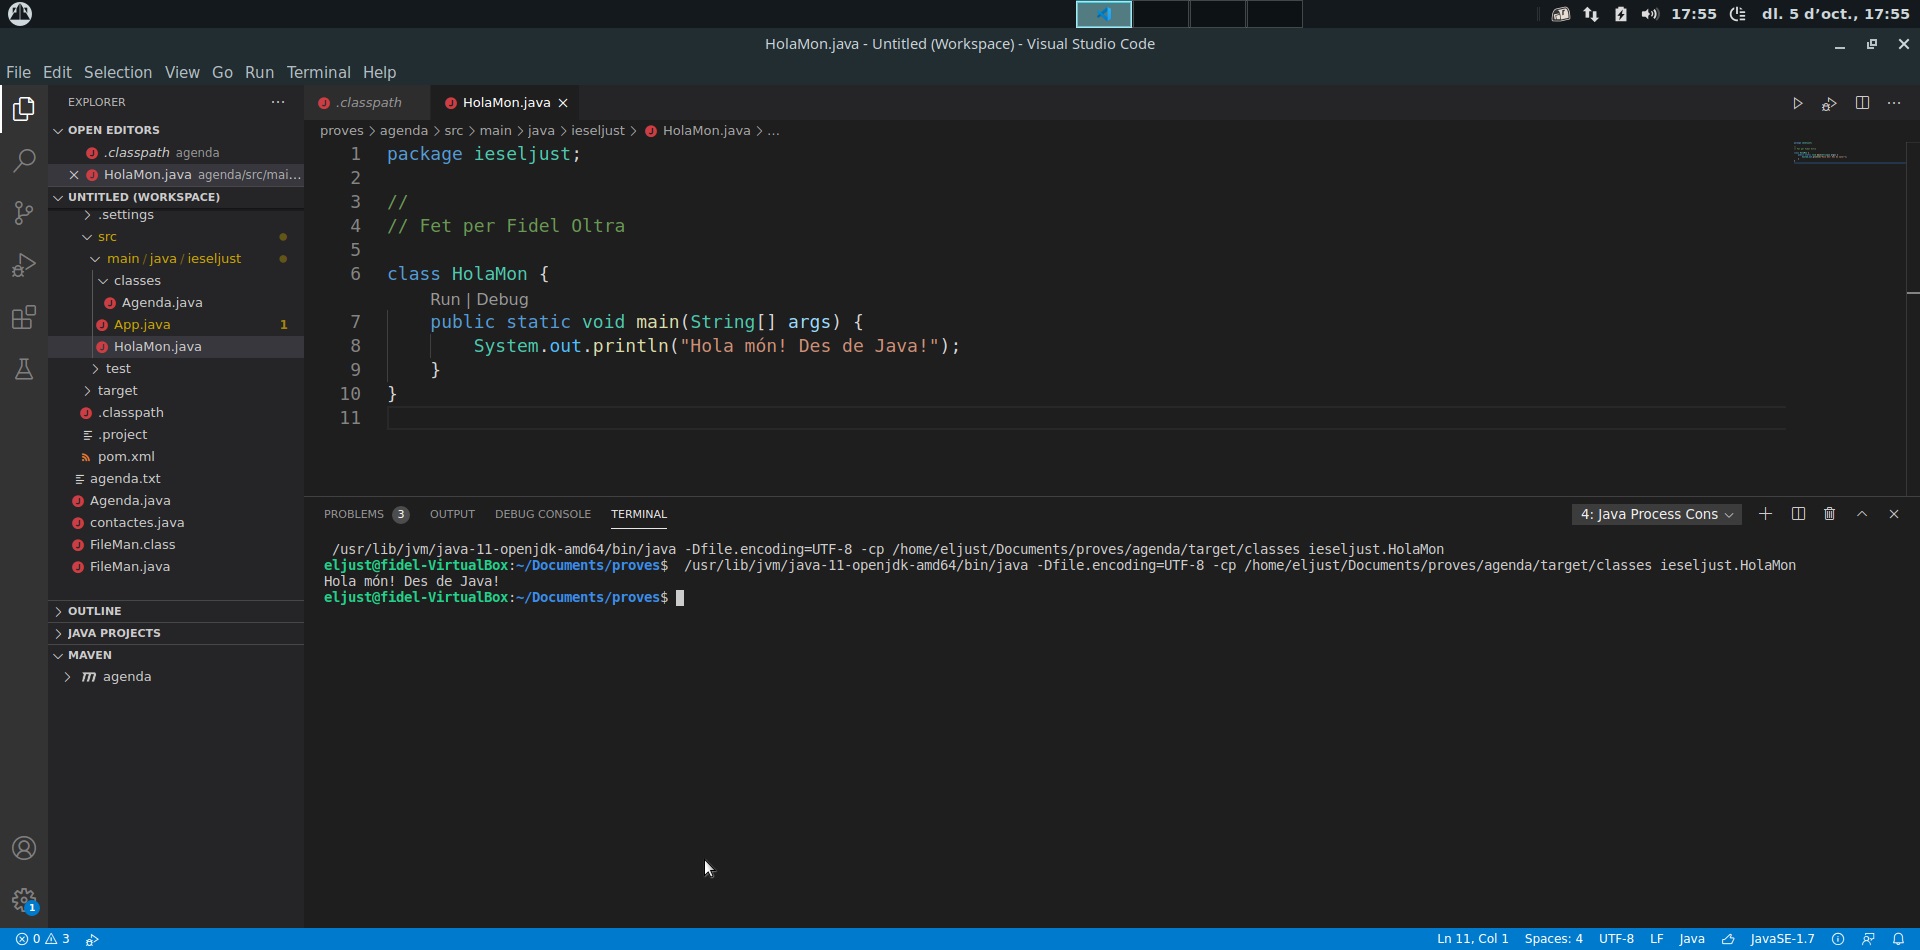 17:55 dl. 5 d’oct., 17:55
HolaMon.java - Untitled (Workspace) - Visual Studio Code
File Edit Selection View Go Run Terminal Help
EXPLORER
OPEN EDITORS
.classpath agenda
HolaMon.java agenda/src/mai...
UNTITLED (WORKSPACE)
.settings
src
main / java / ieseljust
classes
Agenda.java
App.java 1
HolaMon.java
test
target
.classpath
.project
pom.xml
agenda.txt
Agenda.java
contactes.java
FileMan.class
FileMan.java
OUTLINE
JAVA PROJECTS
MAVEN
agenda
1
.classpath HolaMon.java
proves > agenda > src > main > java > ieseljust > HolaMon.java > ...
1 package ieseljust;
2
3 //
4 // Fet per Fidel Oltra
5
6 class HolaMon {
Run | Debug
7 public static void main(String[] args) {
8 System.out.println("Hola món! Des de Java!");
9 }
10 }
11
PROBLEMS 3 OUTPUT DEBUG CONSOLE TERMINAL 4: Java Process Cons
/usr/lib/jvm/java-11-openjdk-amd64/bin/java -Dfile.encoding=UTF-8 -cp /home/eljust/Documents/proves/agenda/target/classes ieseljust.HolaMon
eljust@fidel-VirtualBox:~/Documents/proves$ /usr/lib/jvm/java-11-openjdk-amd64/bin/java -Dfile.encoding=UTF-8 -cp /home/eljust/Documents/proves/agenda/target/classes ieseljust.HolaMon
Hola món! Des de Java!
eljust@fidel-VirtualBox:~/Documents/proves$
0 3 Ln 11, Col 1 Spaces: 4 UTF-8 LF Java JavaSE-1.7